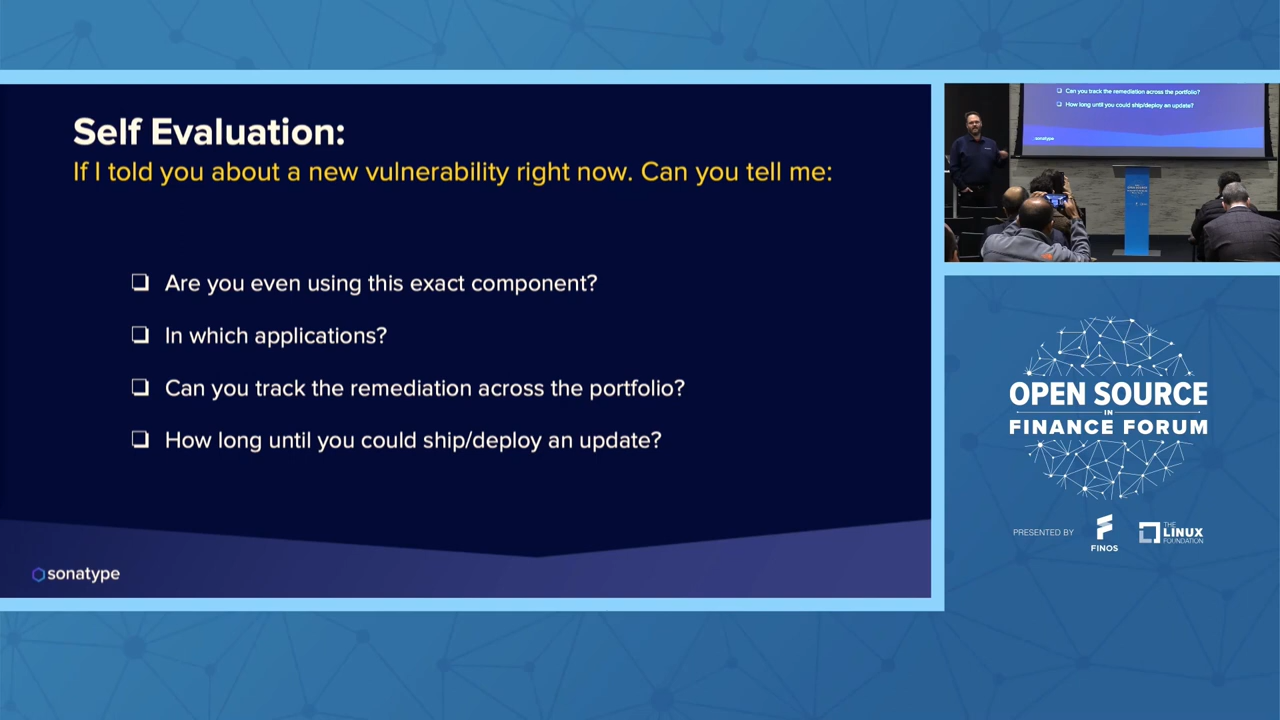 Self Evaluation:
If I told you about a new vulnerability right now. Can you tell me:
❏ Are you even using this exact component?
❏ In which applications?
❏ Can you track the remediation across the portfolio?
❏ How long until you could ship/deploy an update?
sonatype
❏ Can you track the remediation across the portfolio?
❏ How long until you could ship/deploy an update?
sonatype
OPEN SOURCE
IN
FINANCE FORUM
PRESENTED BY
FINOS
THE
LINUX
FOUNDATION